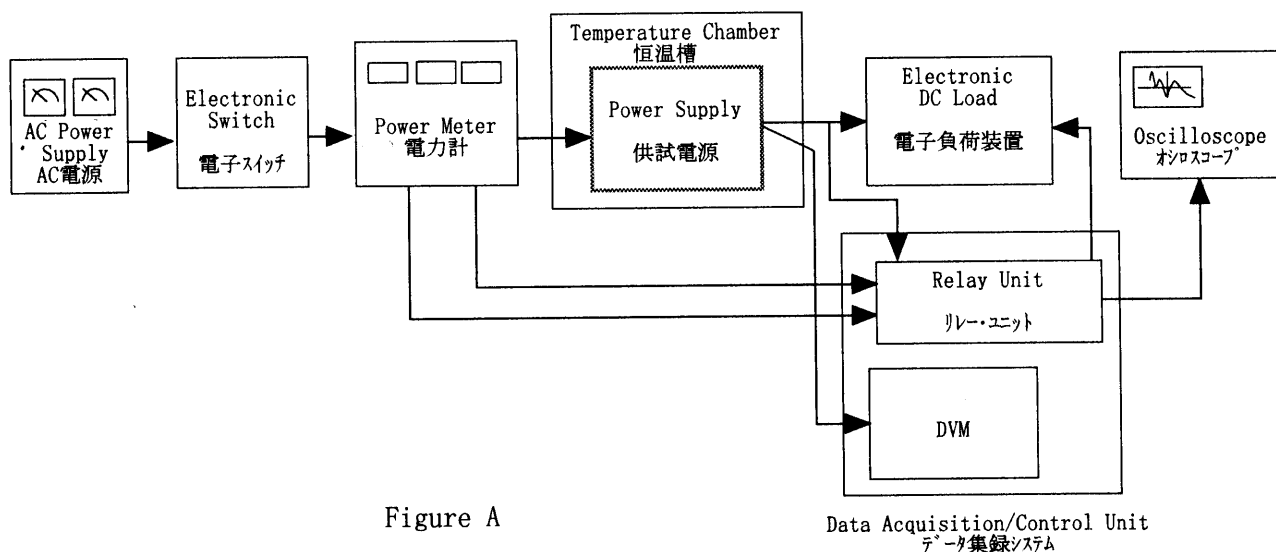 AC Power
Supply
AC電源
Electronic
Switch
電子スイッチ
Power Meter
電力計
Temperature Chamber
恒温槽
Power Supply
供試電源
Electronic
DC Load
電子負荷装置
Oscilloscope
オシロスコープ
Relay Unit
リレー・ユニット
DVM
Data Acquisition/Control Unit
データ集録システム
Figure A